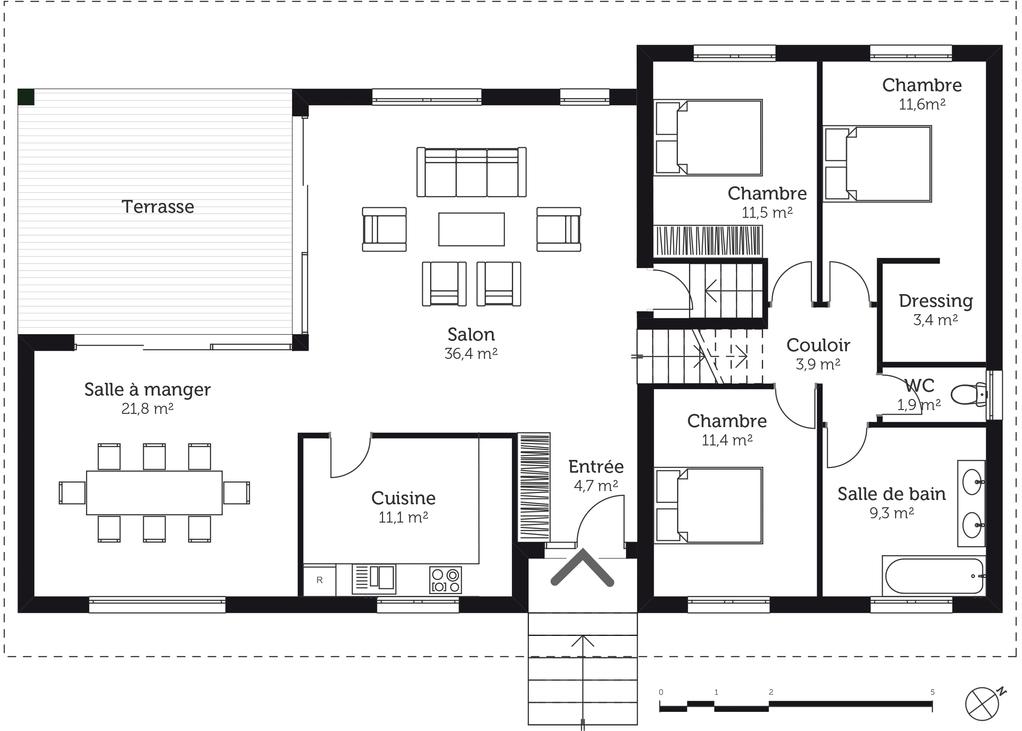 Chambre
11,6m²
Chambre
11,5 m²
Terrasse
Dressing
3,4 m²
Salon
36,4 m²
Couloir
3,9 m²
Salle à manger
21,8 m²
WC
1,9 m²
Chambre
11,4 m²
Entrée
4,7 m²
Cuisine
11,1 m²
Salle de bain
9,3 m²
R
0 1 2 5
N